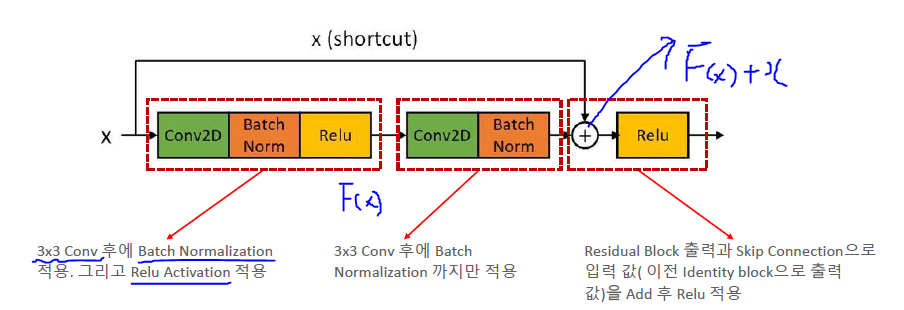 x (shortcut)
F(x)+x
x
Conv2D
Batch
Norm
Relu
Conv2D
Batch
Norm
+
Relu
F(x)
3x3 Conv 후에 Batch Normalization
적용. 그리고 Relu Activation 적용
3x3 Conv 후에 Batch
Normalization 까지만 적용
Residual Block 출력과 Skip Connection으로
입력 값( 이전 Identity block으로 출력
값)을 Add 후 Relu 적용